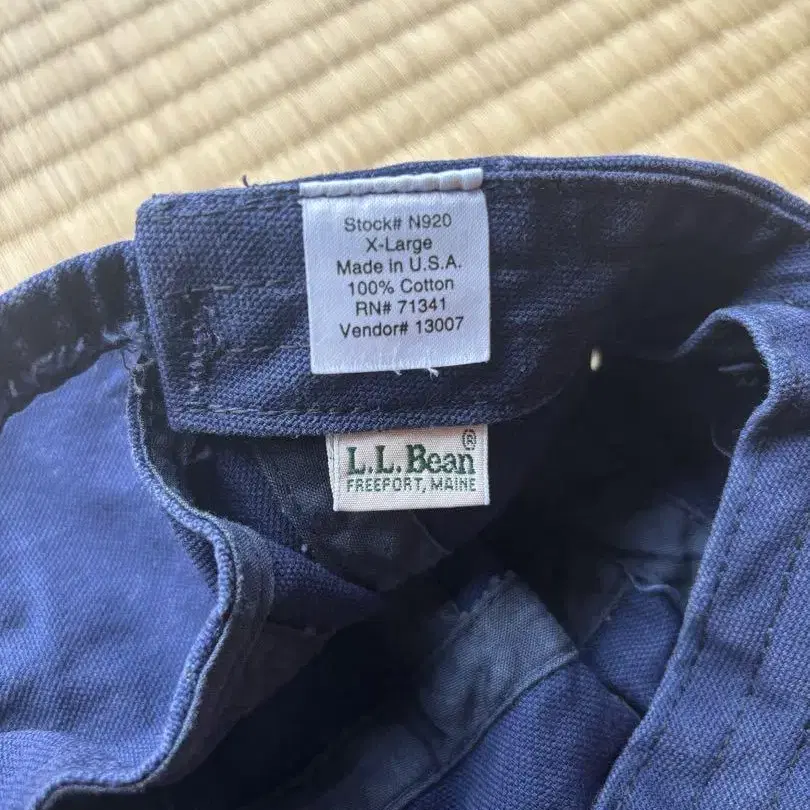 Stock# N920
X-Large
Made in U.S.A.
100% Cotton
RN# 71341
Vendor# 13007
L.L.Bean®
FREEPORT, MAINE